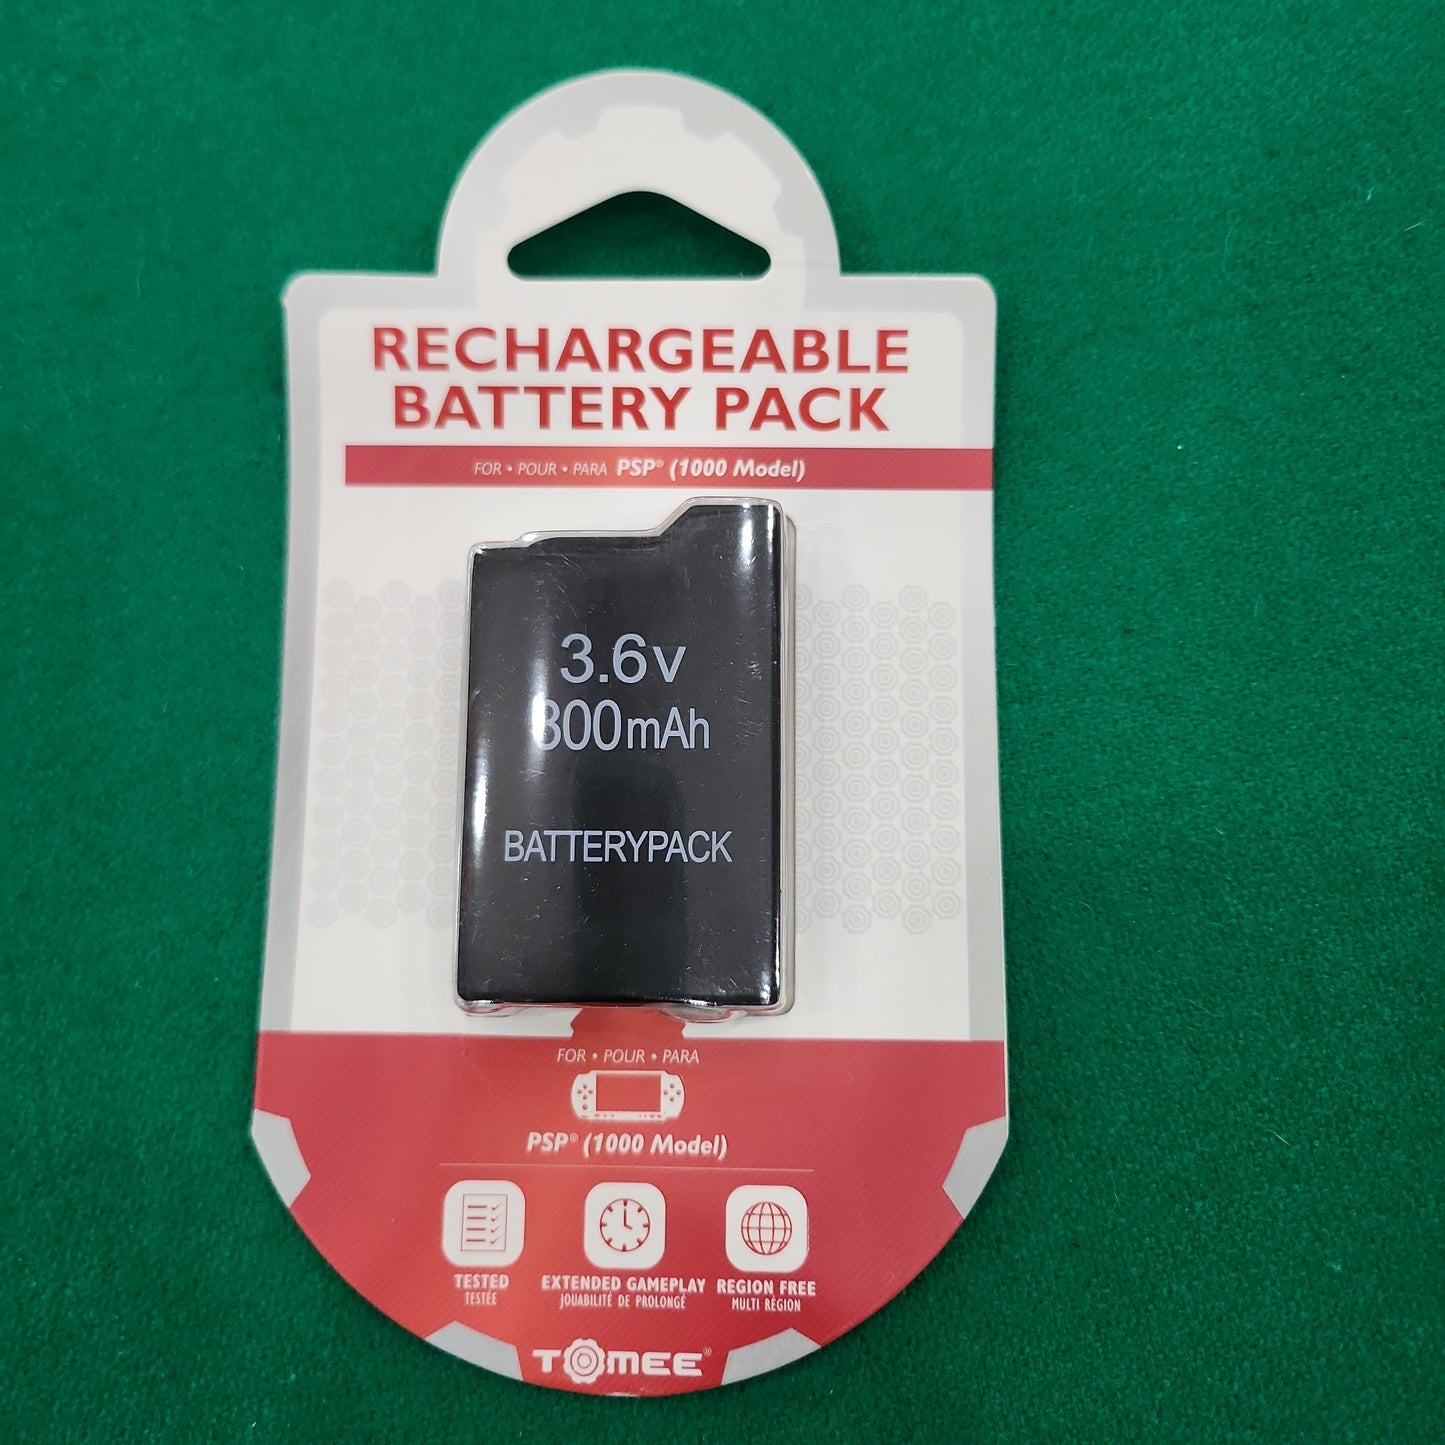 RECHARGEABLE
BATTERY PACK
FOR • POUR • PARA PSP® (1000 Model)
3.6v
800mAh
BATTERYPACK
FOR • POUR • PARA
PSP® (1000 Model)
TESTED
TESTÉE
EXTENDED GAMEPLAY
JOUABILITÉ DE PROLONGÉ
REGION FREE
MULTI RÉGION
TOMEE®